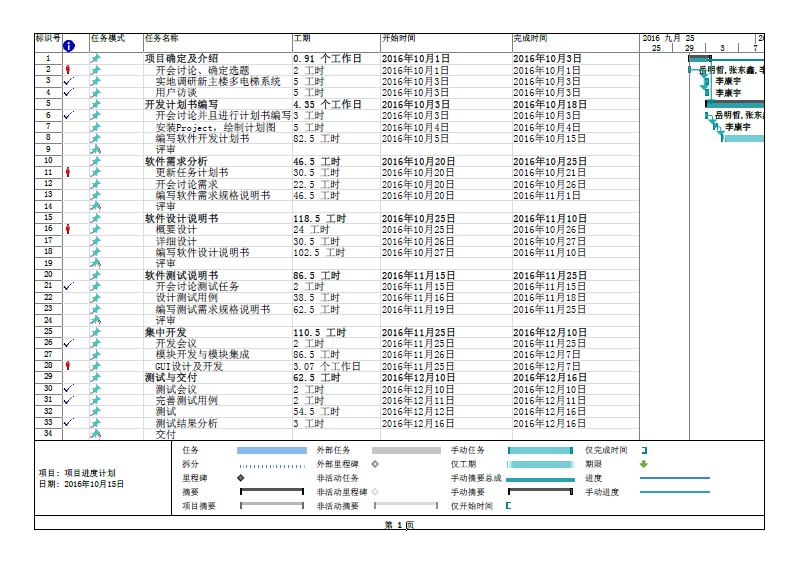 标识号 任务模式 任务名称 工期 开始时间 完成时间 2016 九月 25
25 29 3 7
1 项目确定及介绍 0.91 个工作日 2016年10月1日 2016年10月3日
2 开会讨论、确定选题 2 工时 2016年10月1日 2016年10月1日 岳明哲,张东鑫,李
3 实地调研新主楼多电梯系统 5 工时 2016年10月3日 2016年10月3日 李康宇
4 用户访谈 5 工时 2016年10月3日 2016年10月3日 李康宇
5 开发计划书编写 4.35 个工作日 2016年10月3日 2016年10月18日
6 开会讨论并且进行计划书编写 3 工时 2016年10月3日 2016年10月3日 岳明哲,张东
7 安装Project，绘制计划图 5 工时 2016年10月4日 2016年10月4日 李康宇
8 编写软件开发计划书 82.5 工时 2016年10月5日 2016年10月15日
9 评审
10 软件需求分析 46.5 工时 2016年10月20日 2016年10月25日
11 更新任务计划书 30.5 工时 2016年10月20日 2016年10月21日
12 开会讨论需求 22.5 工时 2016年10月20日 2016年10月26日
13 编写软件需求规格说明书 46.5 工时 2016年10月20日 2016年11月1日
14 评审
15 软件设计说明书 118.5 工时 2016年10月25日 2016年11月10日
16 概要设计 24 工时 2016年10月25日 2016年10月26日
17 详细设计 30.5 工时 2016年10月26日 2016年10月27日
18 编写软件设计说明书 102.5 工时 2016年10月27日 2016年11月10日
19 评审
20 软件测试说明书 86.5 工时 2016年11月15日 2016年11月25日
21 开会讨论测试任务 2 工时 2016年11月15日 2016年11月15日
22 设计测试用例 38.5 工时 2016年11月16日 2016年11月18日
23 编写测试需求规格说明书 62.5 工时 2016年11月19日 2016年11月25日
24 评审
25 集中开发 110.5 工时 2016年11月25日 2016年12月10日
26 开发会议 2 工时 2016年11月25日 2016年11月25日
27 模块开发与模块集成 86.5 工时 2016年11月26日 2016年12月7日
28 GUI设计及开发 3.07 个工作日 2016年11月26日 2016年12月7日
29 测试与交付 62.5 工时 2016年12月10日 2016年12月16日
30 测试会议 2 工时 2016年12月10日 2016年12月10日
31 完善测试用例 2 工时 2016年12月11日 2016年12月11日
32 测试 54.5 工时 2016年12月12日 2016年12月16日
33 测试结果分析 3 工时 2016年12月16日 2016年12月16日
34 交付
项目: 项目进度计划
日期: 2016年10月15日
任务 外部任务 手动任务 仅完成时间
拆分 外部里程碑 仅工期 期限
里程碑 非活动任务 手动摘要总成 进度
摘要 非活动里程碑 手动摘要 手动进度
项目摘要 非活动摘要 仅开始时间
第 1 页